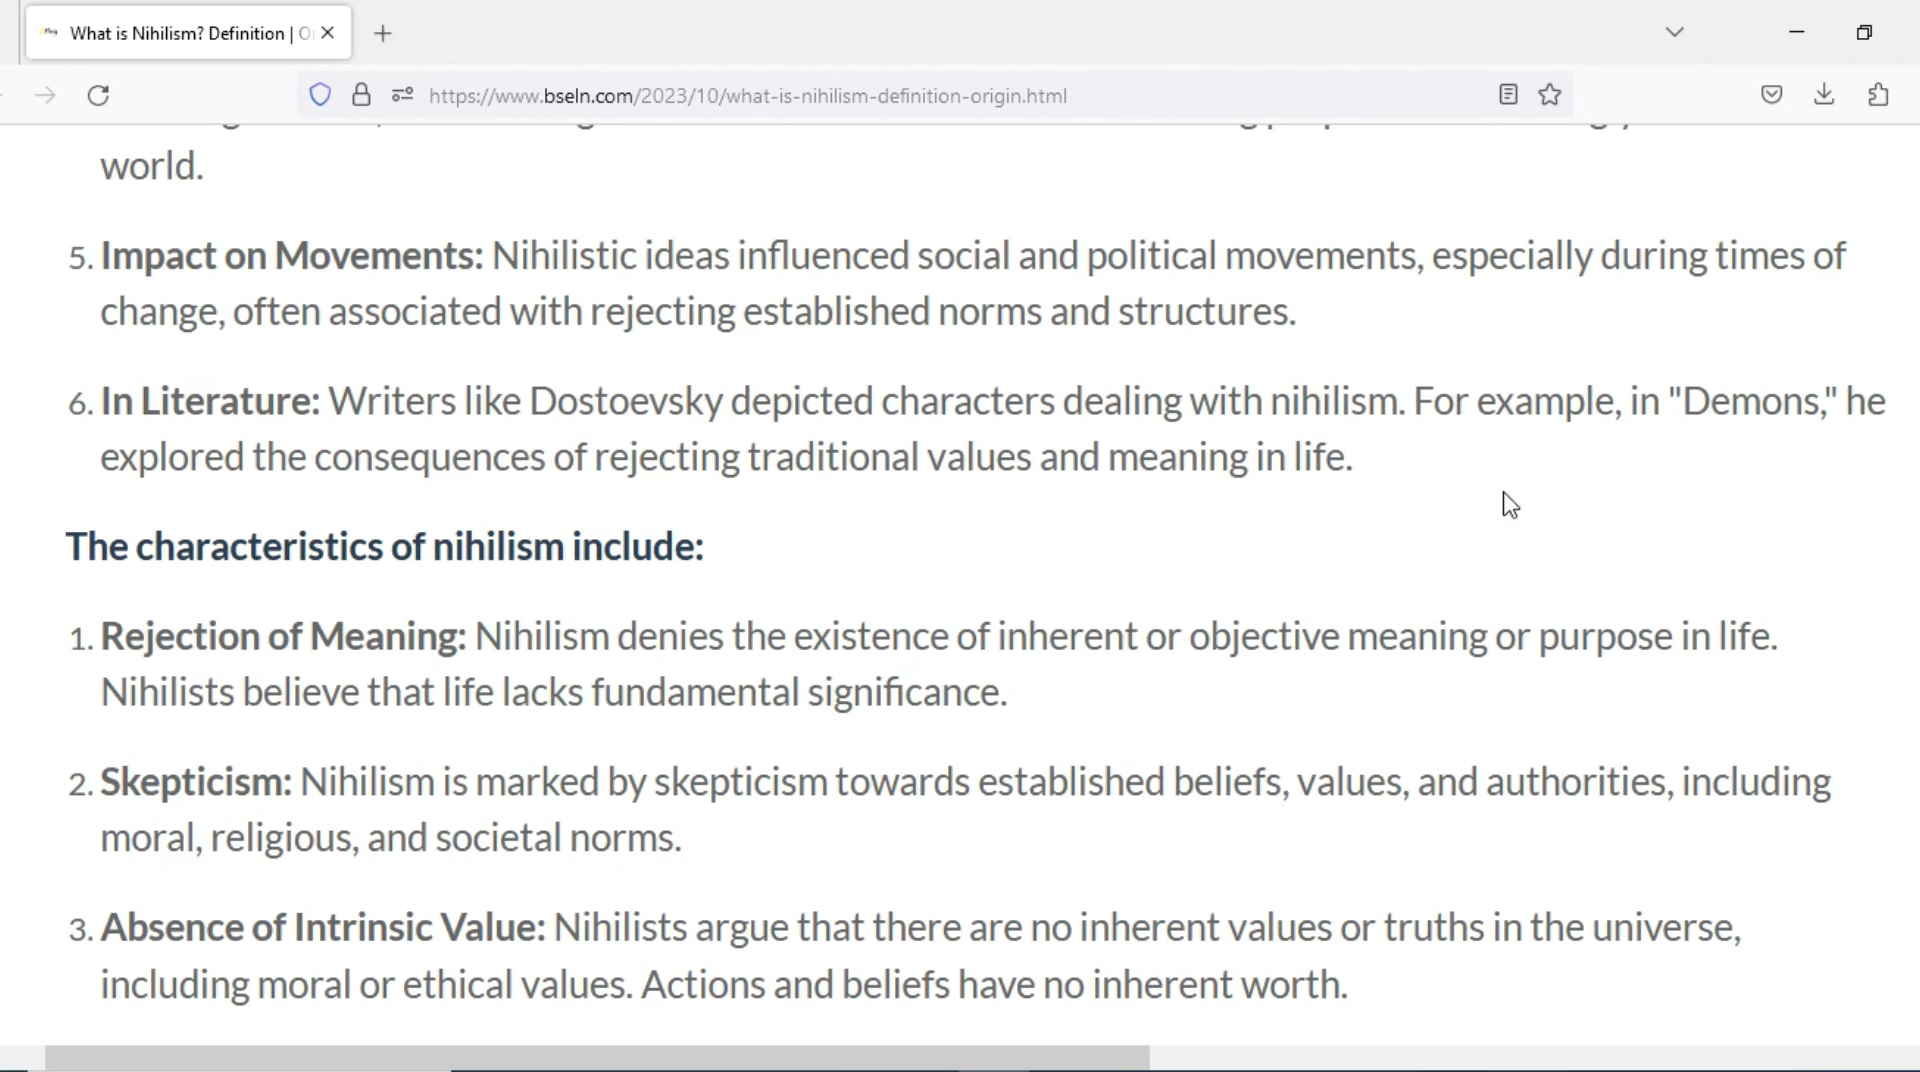 What is Nihilism? Definition | O
https://www.bseln.com/2023/10/what-is-nihilism-definition-origin.html
world.
5. Impact on Movements: Nihilistic ideas influenced social and political movements, especially during times of
change, often associated with rejecting established norms and structures.
6. In Literature: Writers like Dostoevsky depicted characters dealing with nihilism. For example, in "Demons," he
explored the consequences of rejecting traditional values and meaning in life.
The characteristics of nihilism include:
1. Rejection of Meaning: Nihilism denies the existence of inherent or objective meaning or purpose in life.
Nihilists believe that life lacks fundamental significance.
2. Skepticism: Nihilism is marked by skepticism towards established beliefs, values, and authorities, including
moral, religious, and societal norms.
3. Absence of Intrinsic Value: Nihilists argue that there are no inherent values or truths in the universe,
including moral or ethical values. Actions and beliefs have no inherent worth.